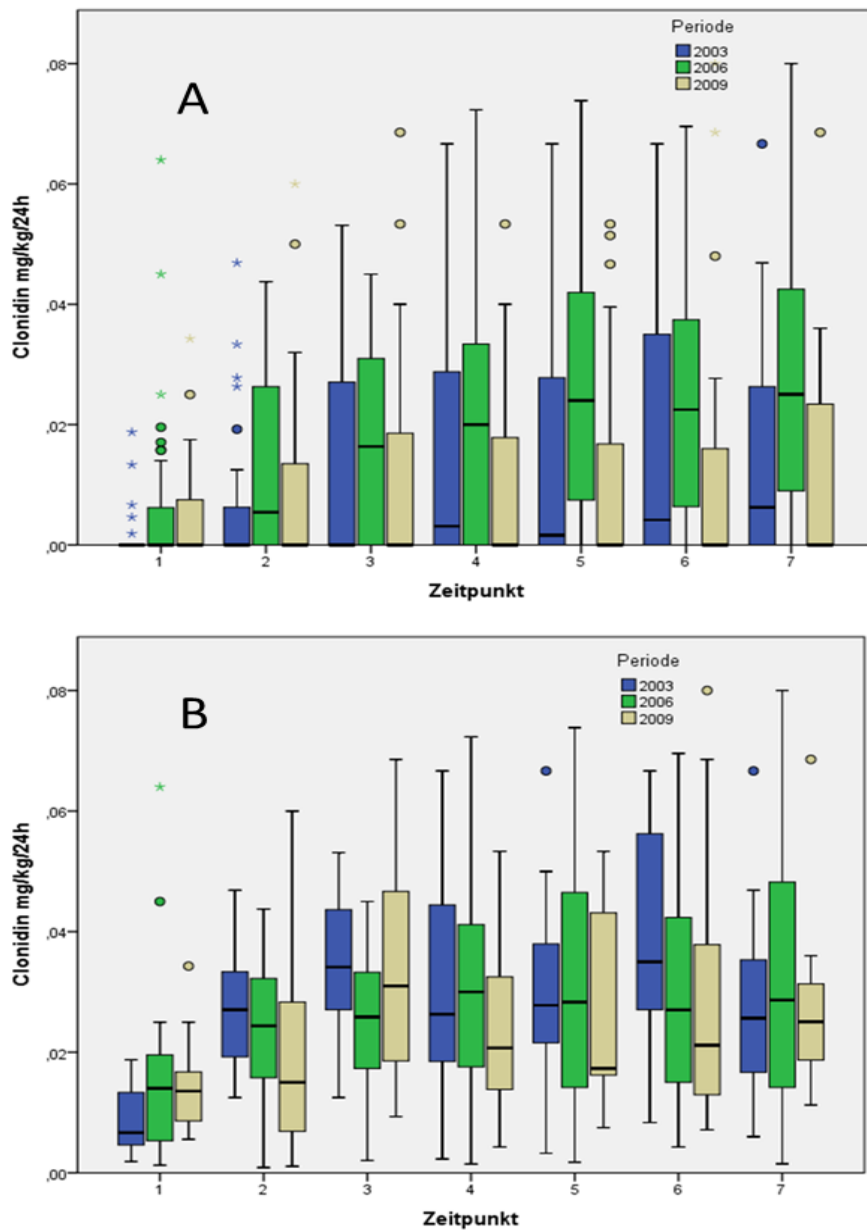 A
Periode
2003
2006
2009
Clonidin mg/kg/24h
,08
,06
,04
,02
,00
1 2 3 4 5 6 7
Zeitpunkt
B
Periode
2003
2006
2009
Clonidin mg/kg/24h
,08
,06
,04
,02
,00
1 2 3 4 5 6 7
Zeitpunkt